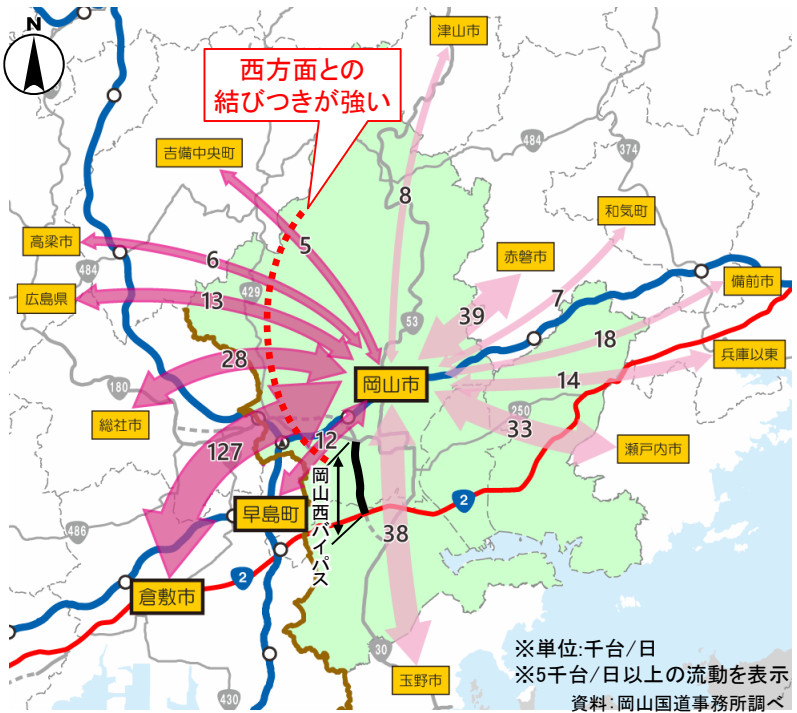 N
西方面との
結びつきが強い
津山市
吉備中央町
484
374
8
和気町
高梁市
5
赤磐市
6
484
備前市
広島県
13
429
7
53
39
18
28
岡山市
14
兵庫以東
180
総社市
12
250
33
127
瀬戸内市
岡山西バイパス
早島町
2
486
38
倉敷市
2
30
玉野市
430
※単位:千台/日
※5千台/日以上の流動を表示
資料:岡山国道事務所調べ